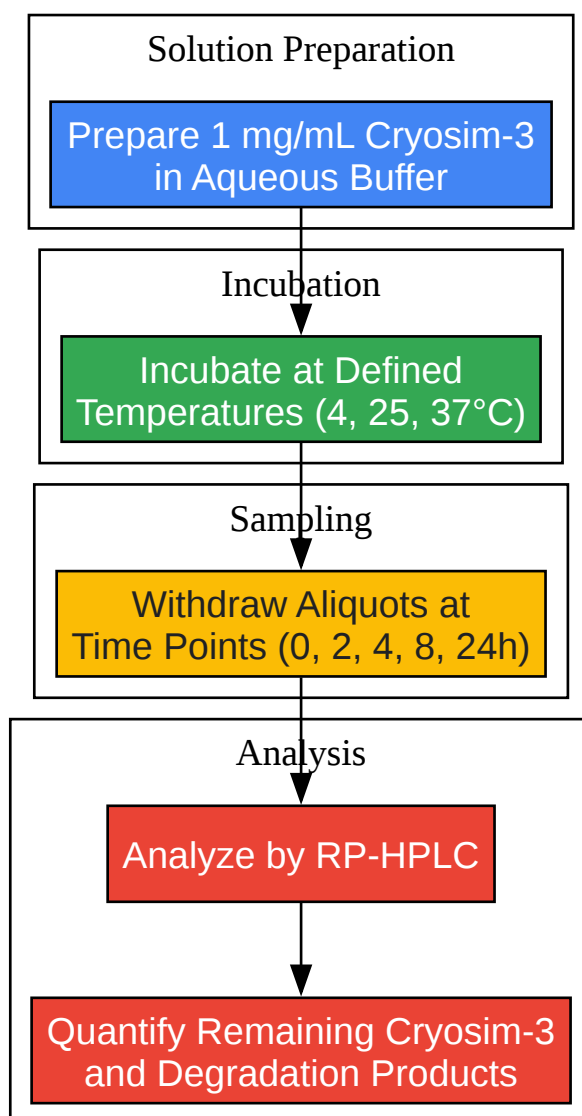 Solution Preparation
Prepare 1 mg/mL Cryosim-3
in Aqueous Buffer
Incubation
Incubate at Defined
Temperatures (4, 25, 37°C)
Sampling
Withdraw Aliquots at
Time Points (0, 2, 4, 8, 24h)
Analysis
Analyze by RP-HPLC
Quantify Remaining Cryosim-3
and Degradation Products